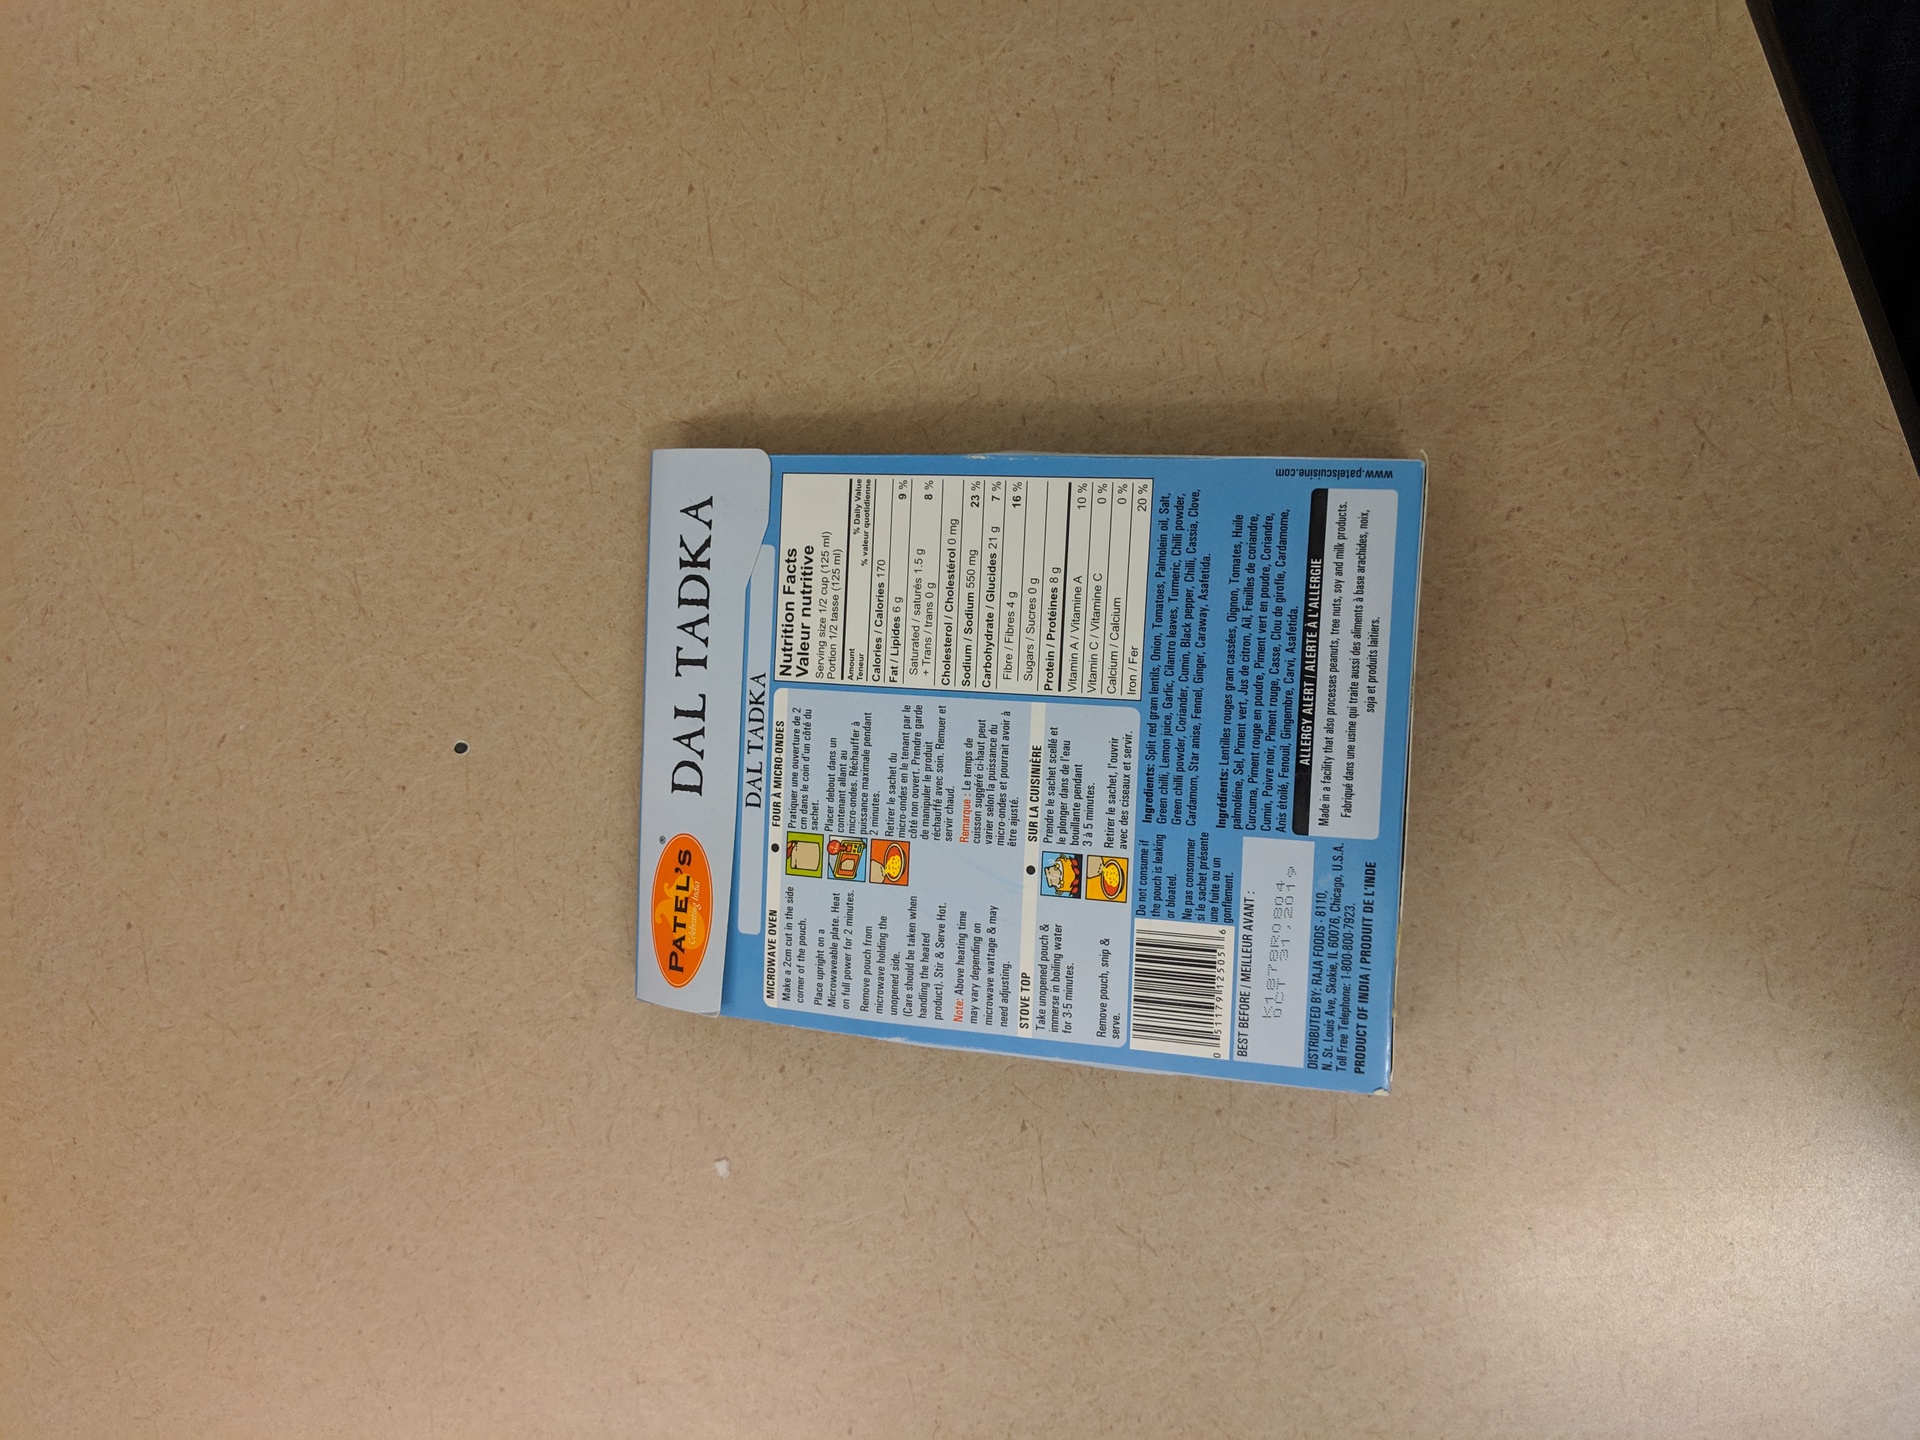 PATEL'S ®
Celebrating India
DAL TADKA
DAL TADKA
MICROWAVE OVEN
Make a 2cm cut in the side
corner of the pouch.
Place upright on a
Microwaveable plate. Heat
on full power for 2 minutes.
Remove pouch from
microwave holding the
unopened side.
(Care should be taken when
handling the heated
product). Stir & Serve Hot.
Note: Above heating time
may vary depending on
microwave wattage & may
need adjusting.
FOUR À MICRO-ONDES
Pratiquer une ouverture de 2
cm dans le coin d'un côté du
sachet.
Placer debout dans un
contenant allant au
micro-ondes. Réchauffer à
puissance maximale pendant
2 minutes.
Retirer le sachet du
micro-ondes en le tenant par le
côté non ouvert. Prendre garde
de manipuler le produit
réchauffé avec soin. Remuer et
servir chaud.
Remarque : Le temps de
cuisson suggéré ci-haut peut
varier selon la puissance du
micro-ondes et pourrait avoir à
être ajusté.
STOVE TOP
Take unopened pouch &
immerse in boiling water
for 3-5 minutes.
Remove pouch, snip &
serve.
SUR LA CUISINIÈRE
Prendre le sachet scellé et
le plonger dans de l'eau
bouillante pendant
3 à 5 minutes.
Retirer le sachet, l'ouvrir
avec des ciseaux et servir.
Nutrition Facts
Valeur nutritive
Serving size 1/2 cup (125 ml)
Portion 1/2 tasse (125 ml)
Amount % Daily Value
Teneur % valeur quotidienne
Calories / Calories 170
Fat / Lipides 6 g 9 %
Saturated / saturés 1.5 g
+ Trans / trans 0 g 8 %
Cholesterol / Cholestérol 0 mg
Sodium / Sodium 550 mg 23 %
Carbohydrate / Glucides 21 g 7 %
Fibre / Fibres 4 g 16 %
Sugars / Sucres 0 g
Protein / Protéines 8 g
Vitamin A / Vitamine A 10 %
Vitamin C / Vitamine C 0 %
Calcium / Calcium 0 %
Iron / Fer 20 %
0 51179 12505 6
Do not consume if
the pouch is leaking
or bloated.
Ne pas consommer
si le sachet présente
une fuite ou un
gonflement.
BEST BEFORE / MEILLEUR AVANT :
K1878R0804
OCT 31, 2019
DISTRIBUTED BY: RAJA FOODS - 8110,
N. St. Louis Ave, Skokie, IL 60076, Chicago, U.S.A.
Toll Free Telephone: 1-800-800-7923.
PRODUCT OF INDIA / PRODUIT DE L'INDE
Ingredients: Split red gram lentils, Onion, Tomatoes, Palmolein oil, Salt,
Green chilli, Lemon juice, Garlic, Cilantro leaves, Turmeric, Chilli powder,
Green chilli powder, Coriander, Cumin, Black pepper, Chilli, Cassia, Clove,
Cardamom, Star anise, Fennel, Ginger, Caraway, Asafetida.
Ingrédients: Lentilles rouges gram cassées, Oignon, Tomates, Huile
palmoléine, Sel, Piment vert, Jus de citron, Ail, Feuilles de coriandre,
Curcuma, Piment rouge en poudre, Piment vert en poudre, Coriandre,
Cumin, Poivre noir, Piment rouge, Casse, Clou de girofle, Cardamome,
Anis étoilé, Fenouil, Gingembre, Carvi, Asafetida.
ALLERGY ALERT / ALERTE À L'ALLERGIE
Made in a facility that also processes peanuts, tree nuts, soy and milk products.
Fabriqué dans une usine qui traite aussi des aliments à base arachides, noix,
soja et produits laitiers.
www.patelscuisine.com